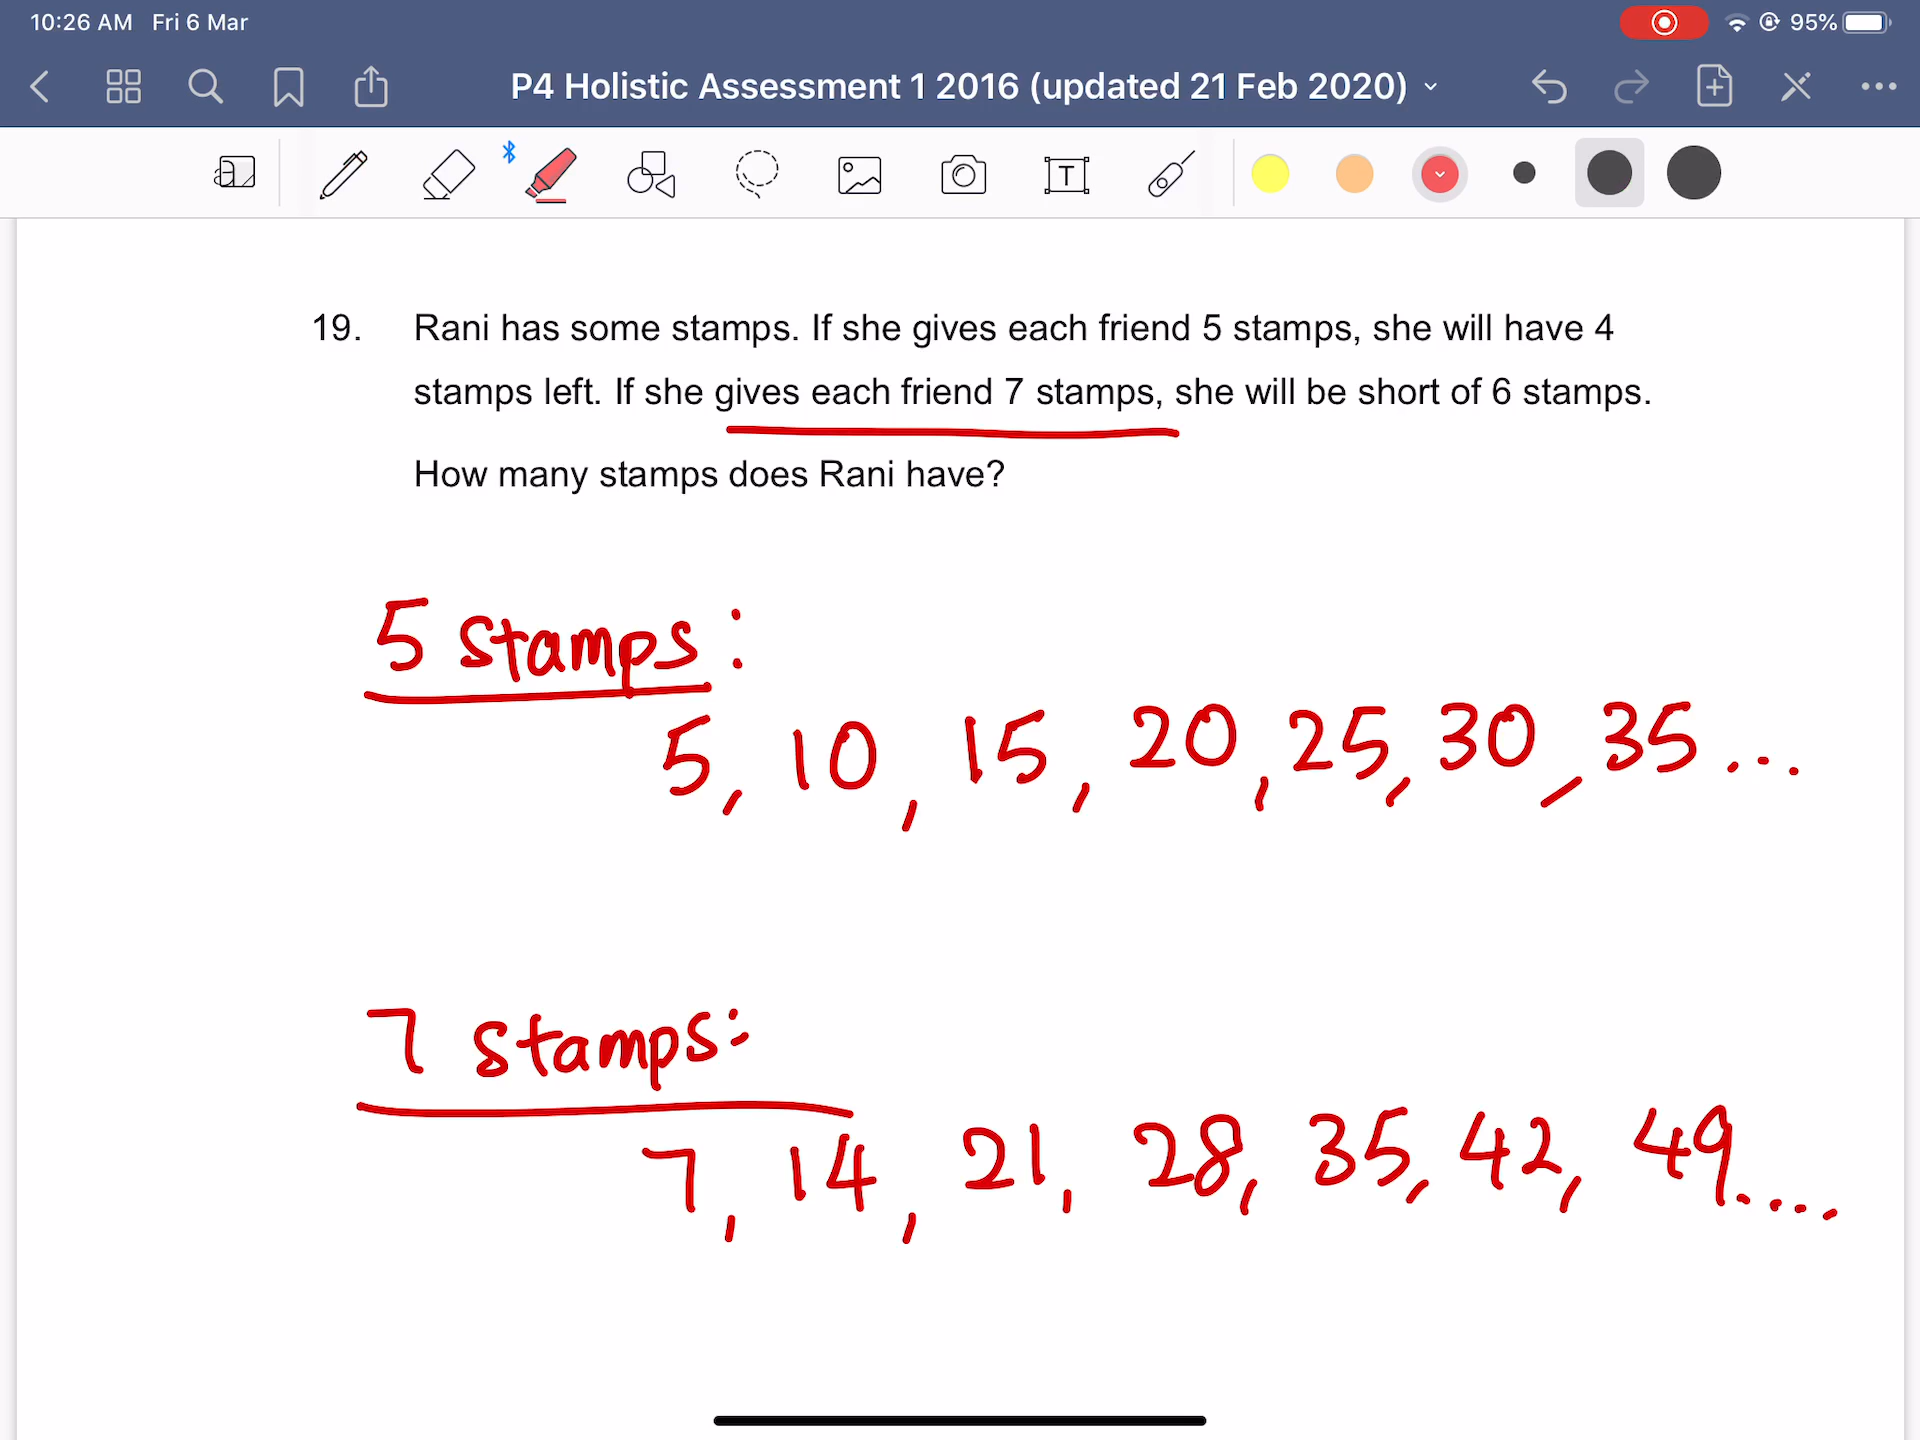 10:26 AM Fri 6 Mar 95%
P4 Holistic Assessment 1 2016 (updated 21 Feb 2020)
T
19. Rani has some stamps. If she gives each friend 5 stamps, she will have 4
stamps left. If she gives each friend 7 stamps, she will be short of 6 stamps.
How many stamps does Rani have?
5 stamps:
5, 10, 15, 20, 25, 30, 35...
7 stamps:
7, 14, 21, 28, 35, 42, 49....